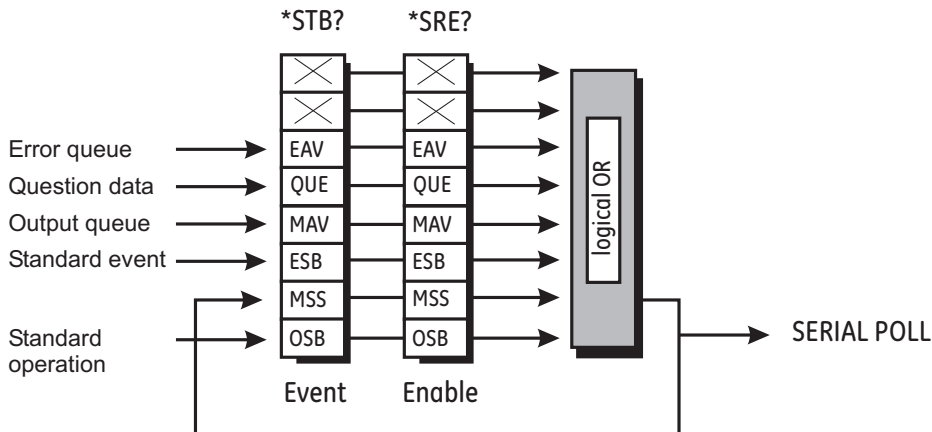 *STB? *SRE?
Error queue EAV EAV
Question data QUE QUE
Output queue MAV MAV
Standard event ESB ESB
MSS MSS
Standard operation OSB OSB
logical OR
SERIAL POLL
Event Enable